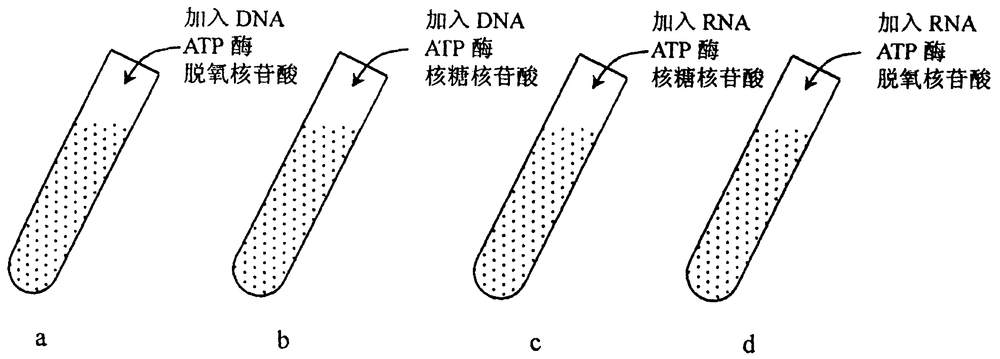 加入 DNA
ATP 酶
脱氧核苷酸
加入 DNA
ATP 酶
核糖核苷酸
加入 RNA
ATP 酶
核糖核苷酸
加入 RNA
ATP 酶
脱氧核苷酸
a
b
c
d